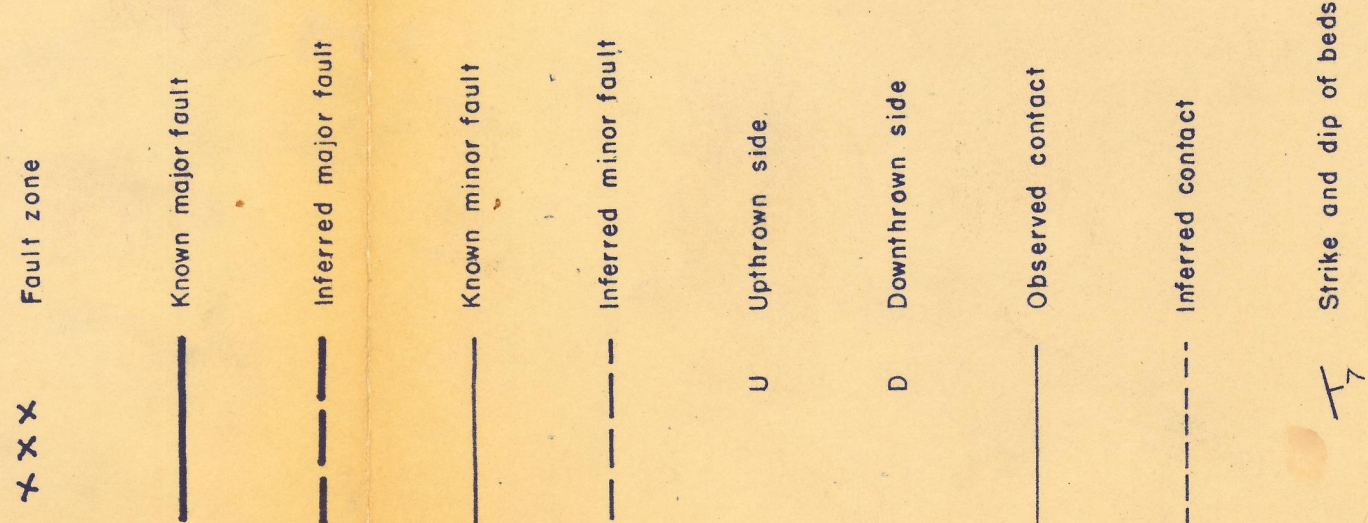 x x x Fault zone
Known major fault
Inferred major fault
Known minor fault
Inferred minor fault
U Upthrown side
D Downthrown side
Observed contact
Inferred contact
7 Strike and dip of beds